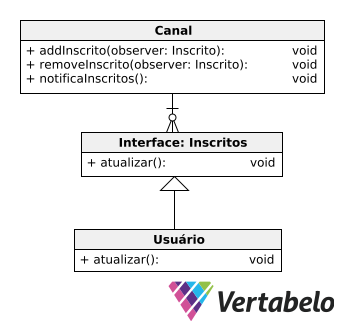 Canal
+ addInscrito(observer: Inscrito): void
+ removeInscrito(observer: Inscrito): void
+ notificaInscritos(): void
Interface: Inscritos
+ atualizar(): void
Usuário
+ atualizar(): void
Vertabelo